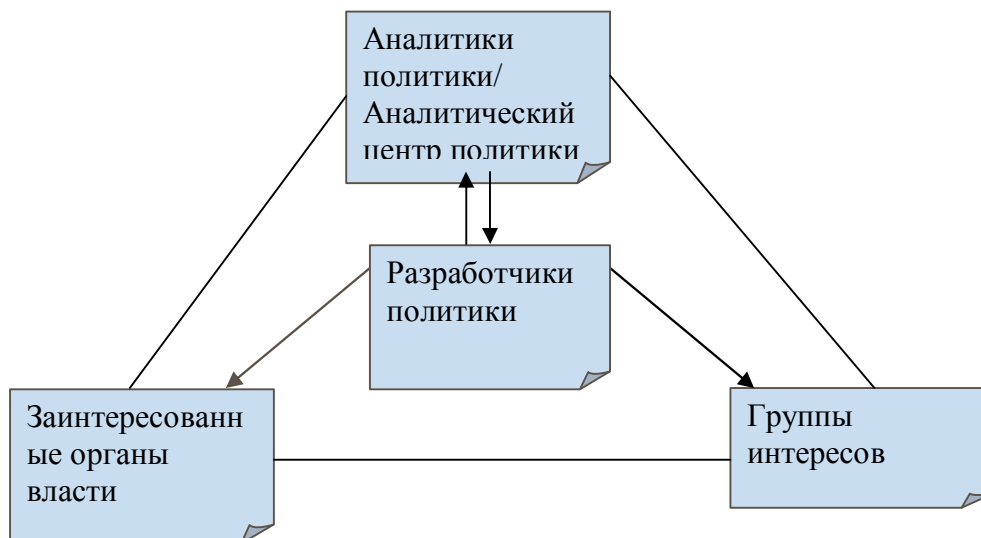 Аналитики
политики/
Аналитический
центр политики
Разработчики
политики
Заинтересованн
ые органы
власти
Группы
интересов